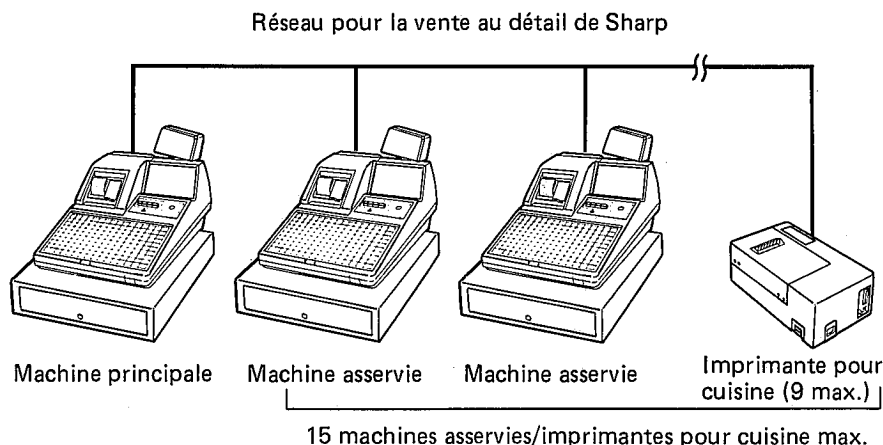 Réseau pour la vente au détail de Sharp
Machine principale
Machine asservie
Machine asservie
Imprimante pour
cuisine (9 max.)
15 machines asservies/imprimantes pour cuisine max.